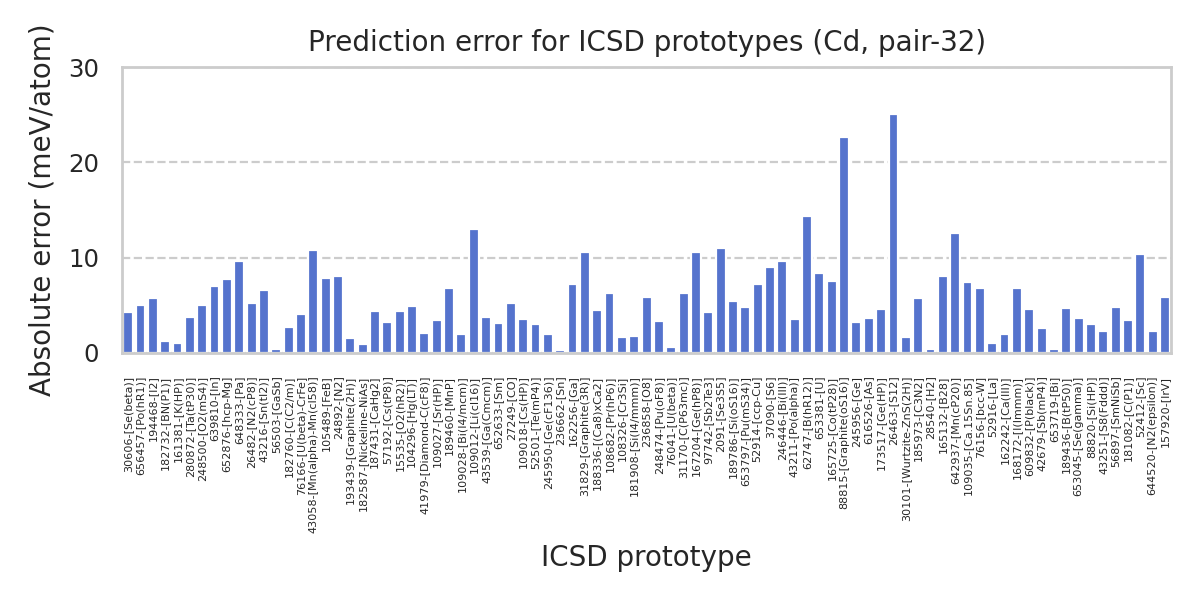 Prediction error for ICSD prototypes (Cd, pair-32)
Absolute error (meV/atom)
30
20
10
0
30606-[Se(beta)]
656457-[Po(hR1)]
194468-[I2]
182732-[BN(P1)]
161381-[K(HP)]
280872-[Ta(tP30)]
248500-[O2(mS4)]
639810-[In]
652876-[hcp-Mg]
648333-[Pa]
26482-[N2(cP8)]
43216-[Sn(tI2)]
56503-[GaSb]
182760-[C(C2/m)]
76166-[U(beta)-CrFe]
43058-[Mn(alpha)-Mn(cI58)]
105489-[FeB]
24892-[N2]
193439-[Graphite(2H)]
182587-[Nickeline-NiAs]
187431-[CaHg2]
57192-[Cs(tP8)]
15535-[O2(hR2)]
104296-[Hg(LT)]
41979-[Diamond-C(cF8)]
109027-[Sr(HP)]
189460-[MnP]
109028-[Bi(I4/mcm)]
109012-[Li(cI16)]
43539-[Ga(Cmcm)]
652633-[Sm]
27249-[CO]
109018-[Cs(HP)]
52501-[Te(mP4)]
245950-[Ge(cF136)]
236662-[Sn]
162256-[Ga]
31829-[Graphite(3R)]
188336-[(Ca8)xCa2]
108682-[Pr(hP6)]
108326-[Cr3Si]
181908-[Si(I4/mmm)]
236858-[O8]
248474-[Pu(oF8)]
76041-[U(beta)]
31170-[C(P63mc)]
167204-[Ge(hP8)]
97742-[Sb2Te3]
2091-[Se3S5]
189786-[Si(oS16)]
653797-[Pu(mS34)]
52914-[ccp-Cu]
37090-[S6]
246446-[Bi(III)]
43211-[Po(alpha)]
62747-[B(hR12)]
653381-[U]
165725-[Co(tP28)]
88815-[Graphite(oS16)]
245956-[Ge]
616526-[As]
173517-[Ge(HP)]
26463-[S12]
30101-[Wurtzite-ZnS(2H)]
185973-[C3N2]
28540-[H2]
165132-[B28]
642937-[Mn(cP20)]
109035-[Ca.15Sn.85]
76156-[bcc-W]
52916-[La]
162242-[Ca(III)]
168172-[I(Immm)]
609832-[P(black)]
42679-[Sb(mP4)]
653719-[Bi]
189436-[B(tP50)]
653045-[Se(gamma)]
88820-[Si(HP)]
43251-[S8(Fddd)]
56897-[SmNiSb]
181082-[C(P1)]
52412-[Sc]
644520-[N2(epsilon)]
157920-[IrV]
ICSD prototype